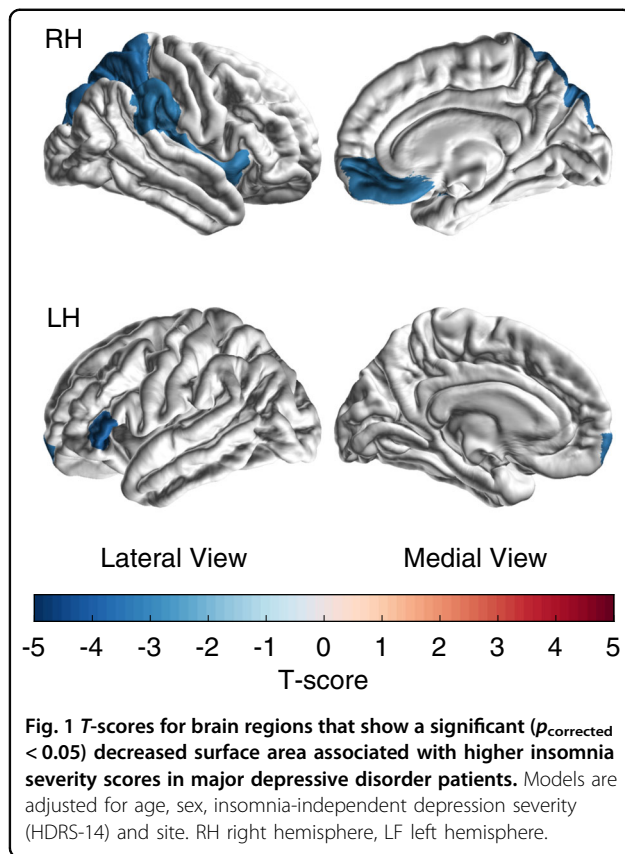 RH
LH
Lateral View Medial View
-5 -4 -3 -2 -1 0 1 2 3 4 5
T-score
Fig. 1 T-scores for brain regions that show a significant (pcorrected
< 0.05) decreased surface area associated with higher insomnia
severity scores in major depressive disorder patients. Models are
adjusted for age, sex, insomnia-independent depression severity
(HDRS-14) and site. RH right hemisphere, LF left hemisphere.